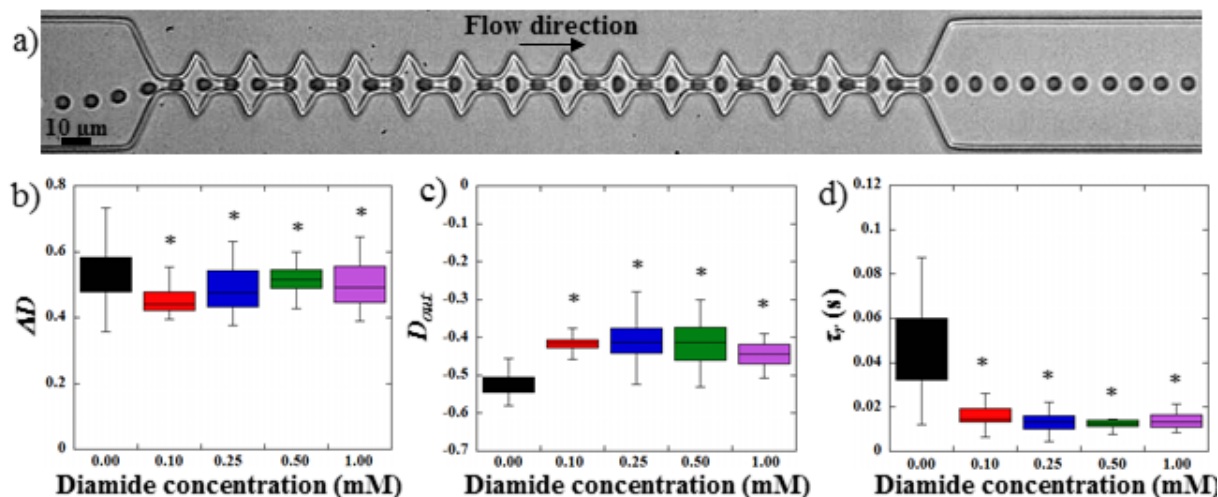 a)
Flow direction
10 μm
b)
0.8
0.6
0.4
0.2
0
ΔD
* * * *
0.00 0.10 0.25 0.50 1.00
Diamide concentration (mM)
c)
0
-0.1
-0.2
-0.3
-0.4
-0.5
-0.6
-0.7
D_out
* * * *
0.00 0.10 0.25 0.50 1.00
Diamide concentration (mM)
d)
0.12
0.1
0.08
0.06
0.04
0.02
0
τ_r (s)
* * * *
0.00 0.10 0.25 0.50 1.00
Diamide concentration (mM)